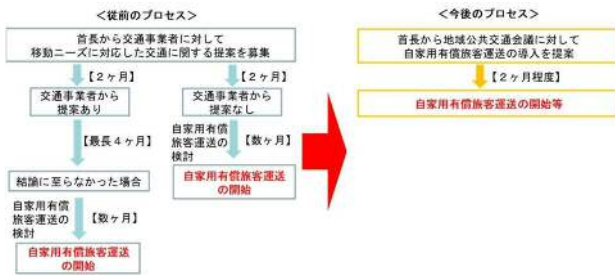 ＜従前のプロセス＞
首長から交通事業者に対して
移動ニーズに対応した交通に関する提案を募集
【２ヶ月】
【２ヶ月】
交通事業者から
提案あり
交通事業者から
提案なし
【最長４ヶ月】
自家用有償
旅客運送の
検討
【数ヶ月】
結論に至らなかった場合
自家用有償旅客運送
の開始
自家用有償
旅客運送の
検討
【数ヶ月】
自家用有償旅客運送
の開始
＜今後のプロセス＞
首長から地域公共交通会議に対して
自家用有償旅客運送の導入を提案
【２ヶ月程度】
自家用有償旅客運送の開始等